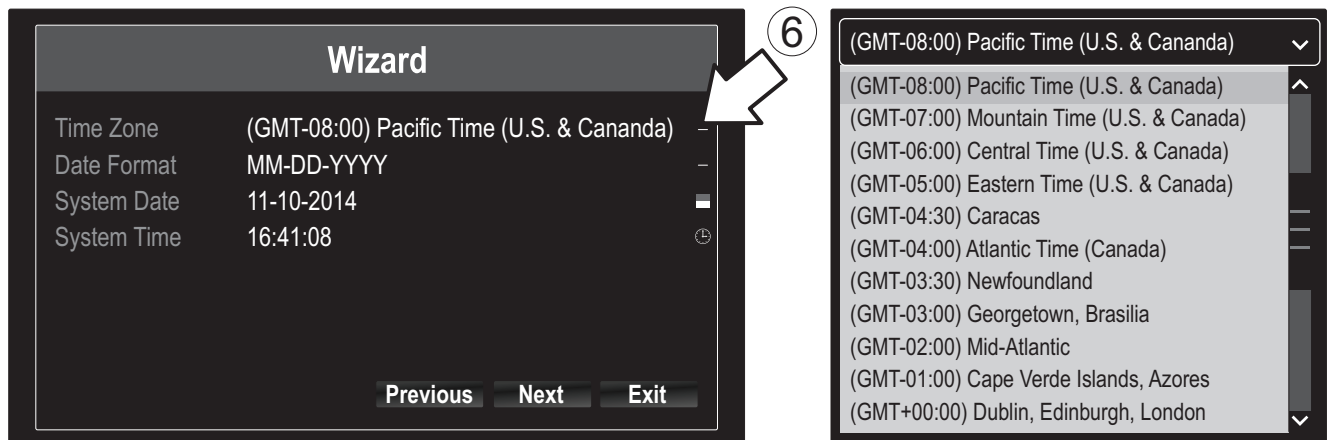 Wizard
Time Zone (GMT-08:00) Pacific Time (U.S. & Cananda)
Date Format MM-DD-YYYY
System Date 11-10-2014
System Time 16:41:08
Previous Next Exit
6
(GMT-08:00) Pacific Time (U.S. & Cananda)
(GMT-08:00) Pacific Time (U.S. & Canada)
(GMT-07:00) Mountain Time (U.S. & Canada)
(GMT-06:00) Central Time (U.S. & Canada)
(GMT-05:00) Eastern Time (U.S. & Canada)
(GMT-04:30) Caracas
(GMT-04:00) Atlantic Time (Canada)
(GMT-03:30) Newfoundland
(GMT-03:00) Georgetown, Brasilia
(GMT-02:00) Mid-Atlantic
(GMT-01:00) Cape Verde Islands, Azores
(GMT+00:00) Dublin, Edinburgh, London